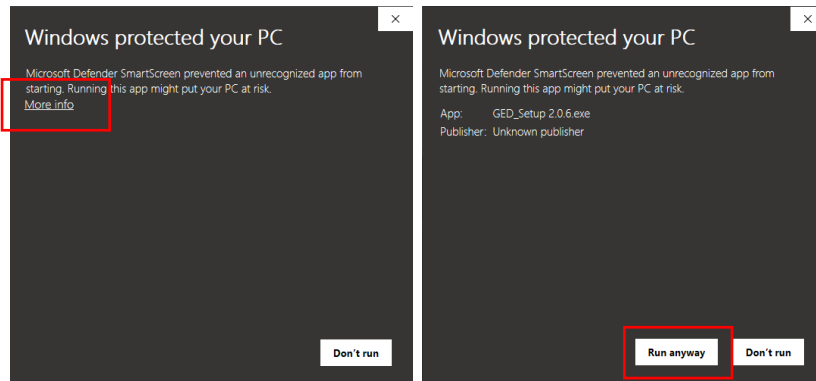 Windows protected your PC
Microsoft Defender SmartScreen prevented an unrecognized app from
starting. Running this app might put your PC at risk.
More info
Don't run
Windows protected your PC
Microsoft Defender SmartScreen prevented an unrecognized app from
starting. Running this app might put your PC at risk.
App: GED_Setup 2.0.6.exe
Publisher: Unknown publisher
Run anyway Don't run